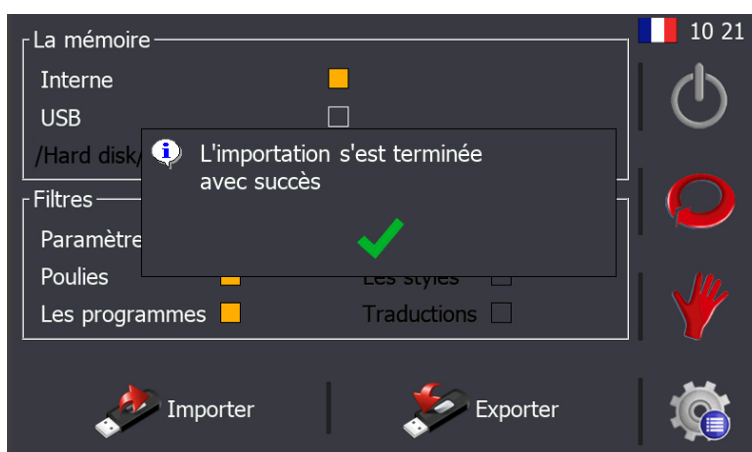 La mémoire
10 21
Interne
USB
/Hard disk/
L'importation s'est terminée
avec succès
Filtres
Paramètre
Poulies
Les styles
Les programmes
Traductions
Importer
Exporter